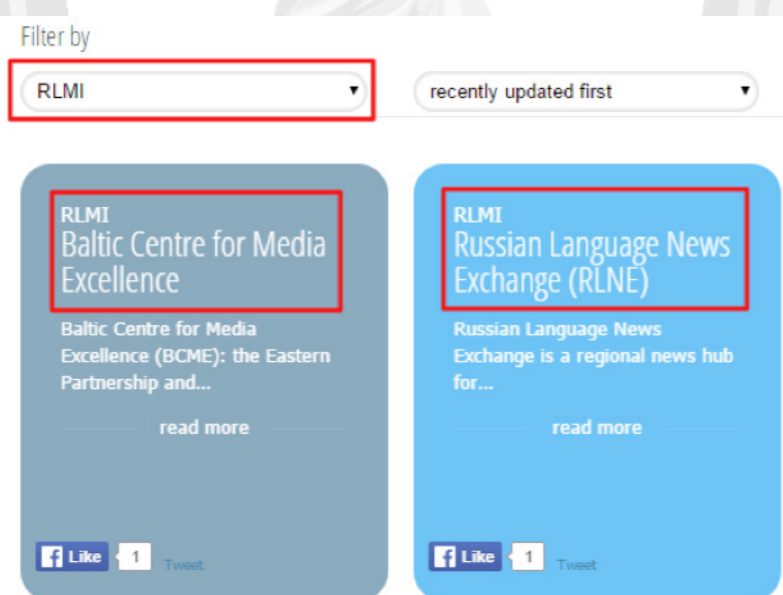 Filter by
RLMI
recently updated first
RLMI
Baltic Centre for Media
Excellence
Baltic Centre for Media
Excellence (BCME): the Eastern
Partnership and...
read more
Like 1 Tweet
RLMI
Russian Language News
Exchange (RLNE)
Russian Language News
Exchange is a regional news hub
for...
read more
Like 1 Tweet